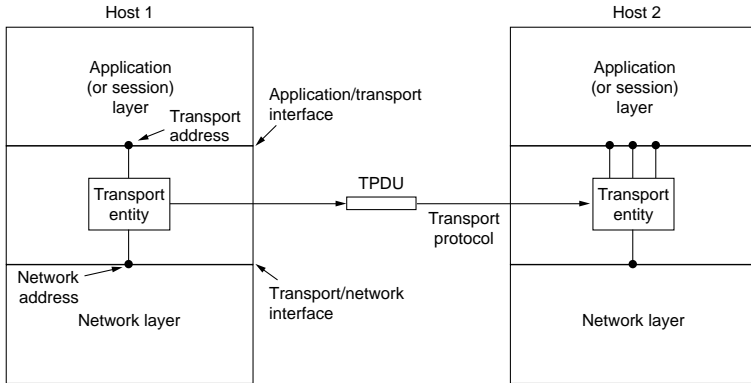 Host 1
Host 2
Application
(or session)
layer
Transport
address
Application/transport
interface
Application
(or session)
layer
Transport
entity
TPDU
Transport
protocol
Transport
entity
Network
address
Transport/network
interface
Network layer
Network layer